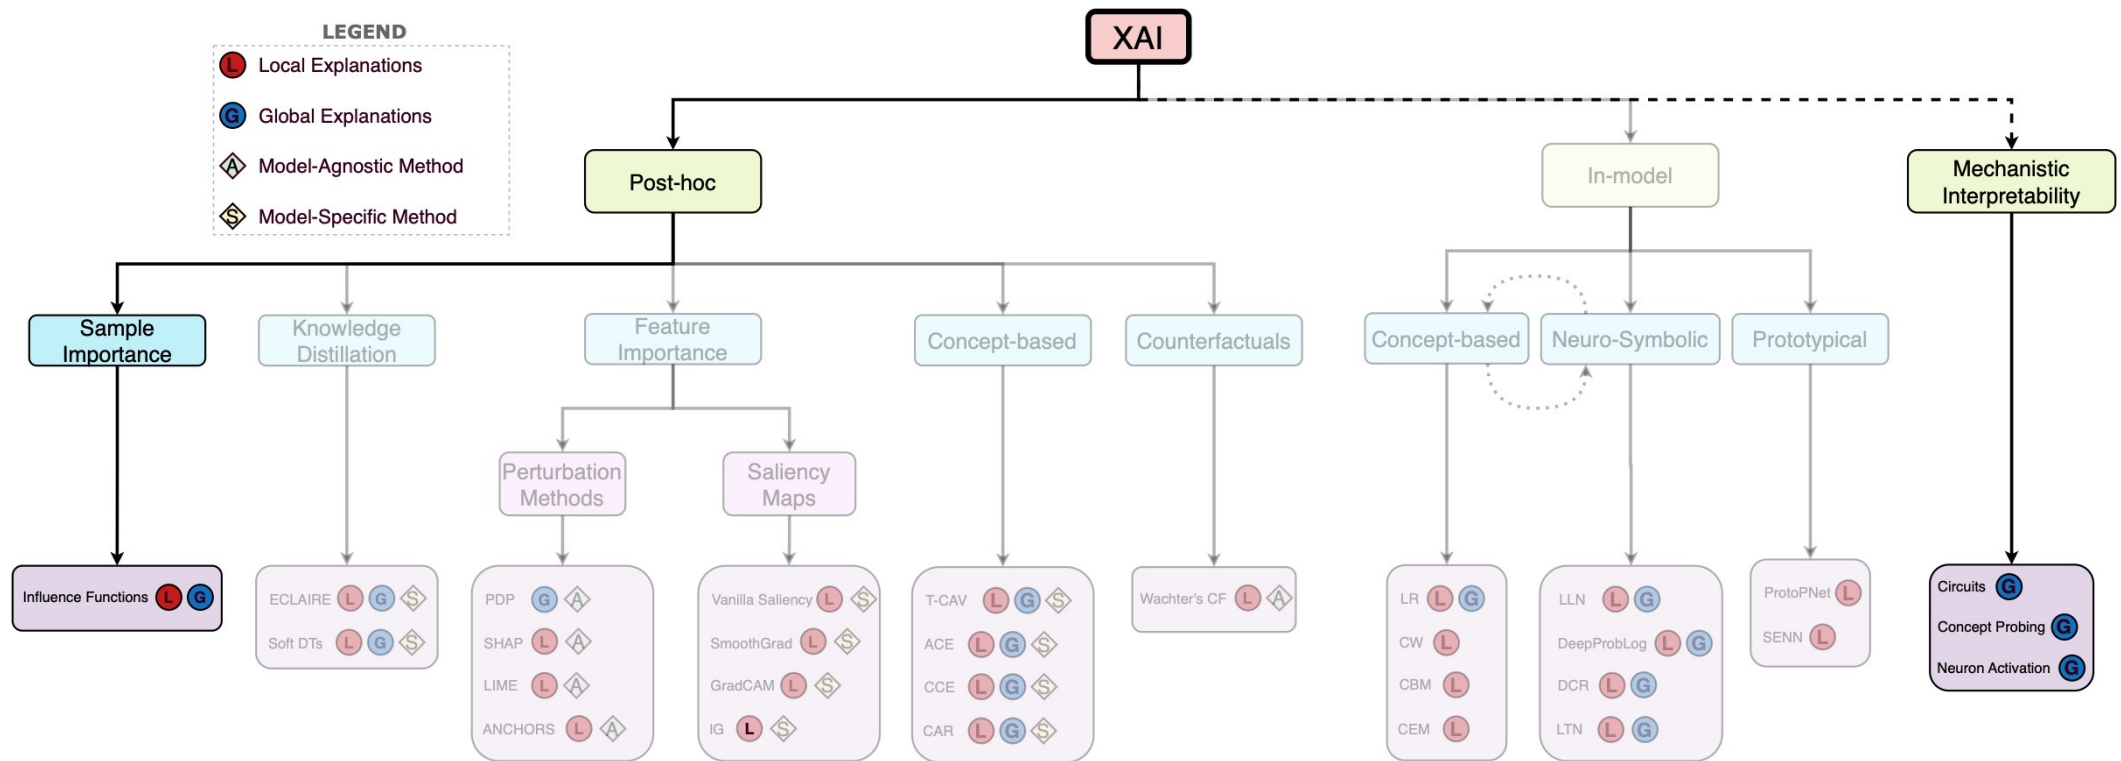 LEGEND
L Local Explanations
G Global Explanations
A Model-Agnostic Method
S Model-Specific Method
XAI
Post-hoc
In-model
Mechanistic
Interpretability
Sample
Importance
Knowledge
Distillation
Feature
Importance
Concept-based
Counterfactuals
Concept-based
Neuro-Symbolic
Prototypical
Perturbation
Methods
Saliency
Maps
Influence Functions L G
ECLAIRE L G S
Soft DTs L G S
PDP G A
SHAP L A
LIME L A
ANCHORS L A
Vanilla Saliency L S
SmoothGrad L S
GradCAM L S
IG L S
T-CAV L G S
ACE L G S
CCE L G S
CAR L G S
Wachter's CF L A
LR L G
CW L
CBM L
CEM L
LLN L G
DeepProbLog L G
DCR L G
LTN L G
ProtoPNet L
SENN L
Circuits G
Concept Probing G
Neuron Activation G